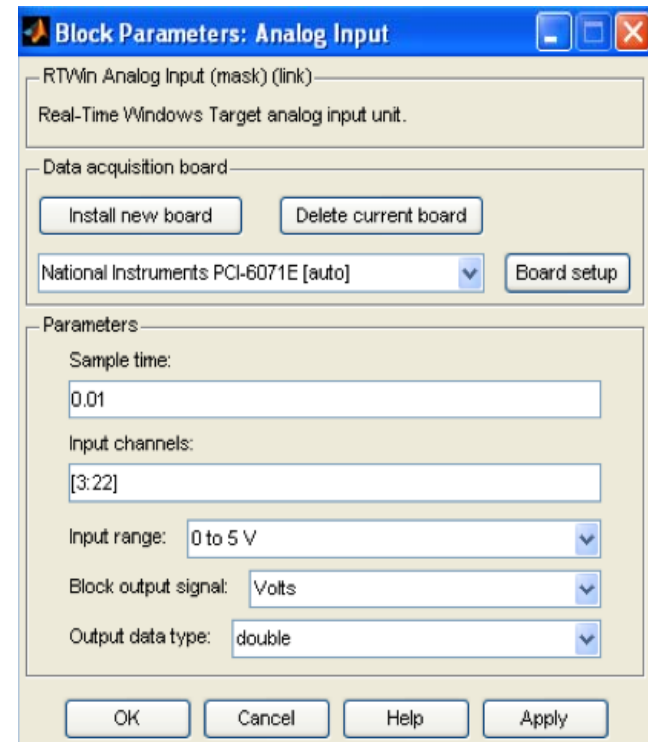 Block Parameters: Analog Input
RTWin Analog Input (mask) (link)
Real-Time Windows Target analog input unit.
Data acquisition board
Install new board Delete current board
National Instruments PCI-6071E [auto] Board setup
Parameters
Sample time:
0.01
Input channels:
[3:22]
Input range: 0 to 5 V
Block output signal: Volts
Output data type: double
OK Cancel Help Apply